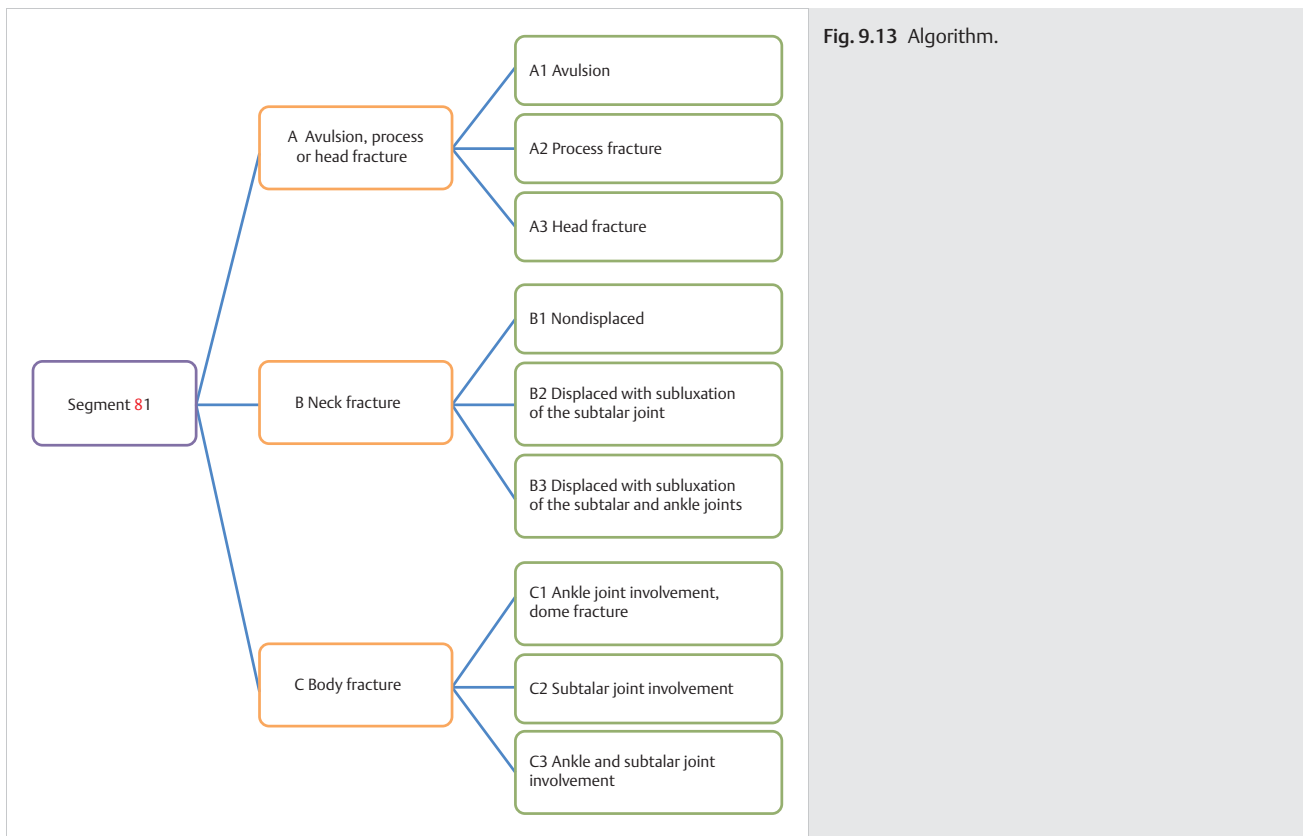 Fig. 9.13 Algorithm.
Segment 81
A Avulsion, process
or head fracture
A1 Avulsion
A2 Process fracture
A3 Head fracture
B Neck fracture
B1 Nondisplaced
B2 Displaced with subluxation
of the subtalar joint
B3 Displaced with subluxation
of the subtalar and ankle joints
C Body fracture
C1 Ankle joint involvement,
dome fracture
C2 Subtalar joint involvement
C3 Ankle and subtalar joint
involvement